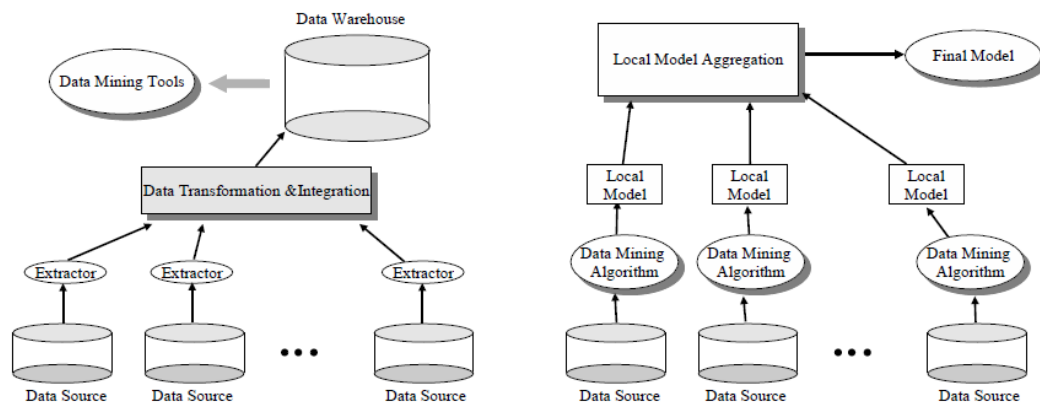 Data Warehouse
Data Mining Tools
Data Transformation &Integration
Extractor
Extractor
Extractor
Data Source
Data Source
Data Source
Local Model Aggregation
Final Model
Local
Model
Local
Model
Local
Model
Data Mining
Algorithm
Data Mining
Algorithm
Data Mining
Algorithm
Data Source
Data Source
Data Source